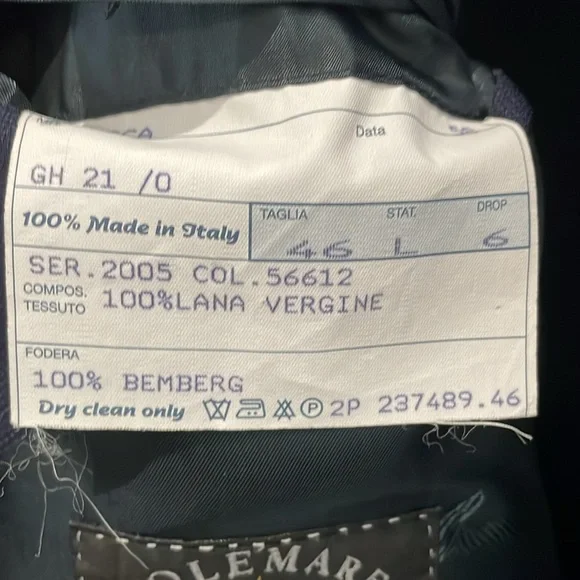 Data
GH 21 /0
100% Made in Italy
TAGLIA STAT. DROP
46 L 6
SER.2005 COL.56612
COMPOS. TESSUTO 100%LANA VERGINE
FODERA
100% BEMBERG
Dry clean only P 2P 237489.46
OLEMAR